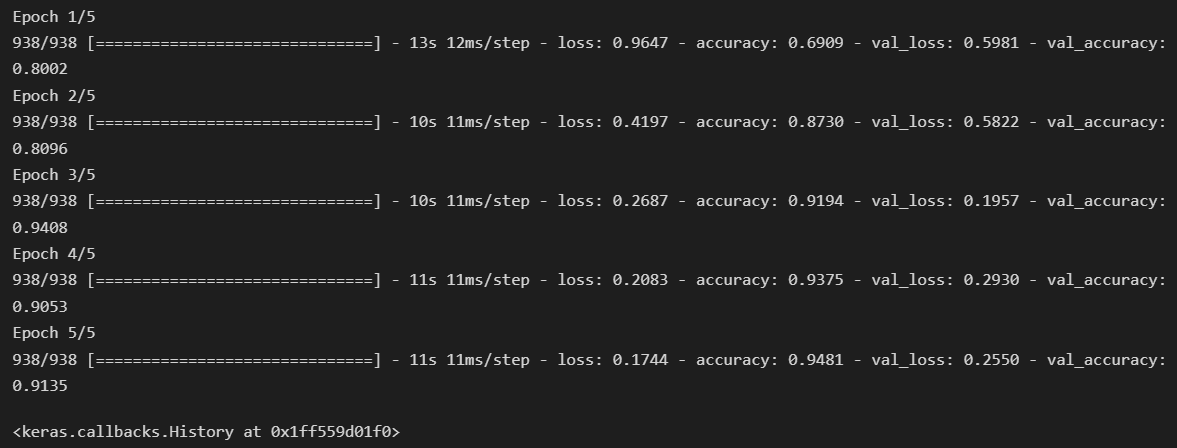 Epoch 1/5
938/938 [==============================] - 13s 12ms/step - loss: 0.9647 - accuracy: 0.6909 - val_loss: 0.5981 - val_accuracy:
0.8002
Epoch 2/5
938/938 [==============================] - 10s 11ms/step - loss: 0.4197 - accuracy: 0.8730 - val_loss: 0.5822 - val_accuracy:
0.8096
Epoch 3/5
938/938 [==============================] - 10s 11ms/step - loss: 0.2687 - accuracy: 0.9194 - val_loss: 0.1957 - val_accuracy:
0.9408
Epoch 4/5
938/938 [==============================] - 11s 11ms/step - loss: 0.2083 - accuracy: 0.9375 - val_loss: 0.2930 - val_accuracy:
0.9053
Epoch 5/5
938/938 [==============================] - 11s 11ms/step - loss: 0.1744 - accuracy: 0.9481 - val_loss: 0.2550 - val_accuracy:
0.9135
<keras.callbacks.History at 0x1ff559d01f0>